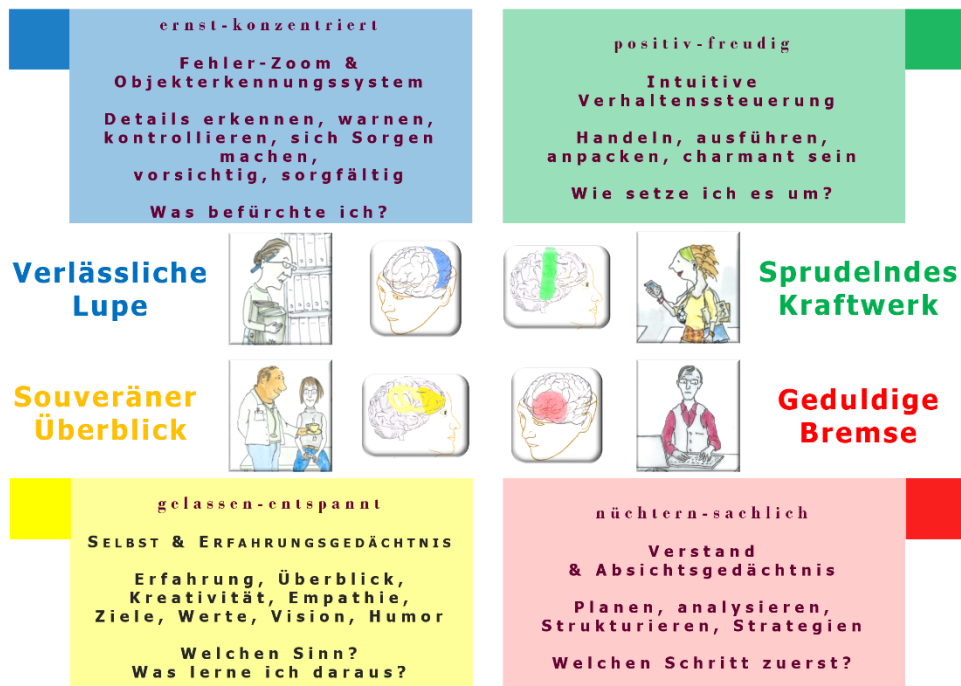 ernst-konzentriert
Fehler-Zoom &
Objekterkennungssystem
Details erkennen, warnen,
kontrollieren, sich Sorgen
machen,
vorsichtig, sorgfältig
Was befürchte ich?
positiv-freudig
Intuitive
Verhaltenssteuerung
Handeln, ausführen,
anpacken, charmant sein
Wie setze ich es um?
Verlässliche
Lupe
Sprudelndes
Kraftwerk
Souveräner
Überblick
Geduldige
Bremse
gelassen-entspannt
SELBST & ERFAHRUNGSGEDÄCHTNIS
Erfahrung, Überblick,
Kreativität, Empathie,
Ziele, Werte, Vision, Humor
Welchen Sinn?
Was lerne ich daraus?
nüchtern-sachlich
Verstand
& Absichtsgedächtnis
Planen, analysieren,
Strukturieren, Strategien
Welchen Schritt zuerst?